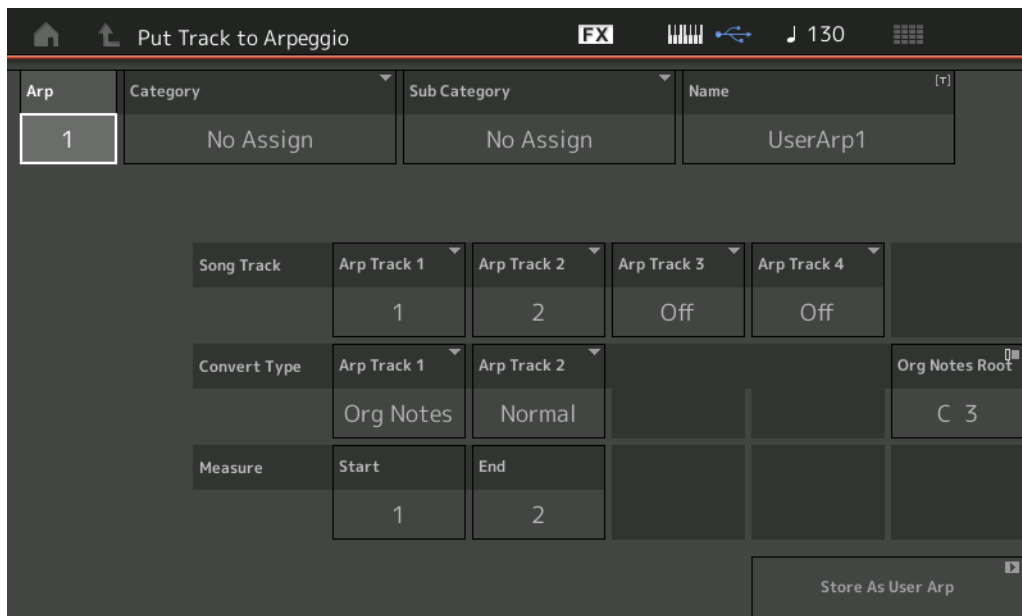 Put Track to Arpeggio FX ♩ 130
Arp Category Sub Category Name [T]
1 No Assign No Assign UserArp1
Song Track Arp Track 1 Arp Track 2 Arp Track 3 Arp Track 4
1 2 Off Off
Convert Type Arp Track 1 Arp Track 2 Org Notes Root
Org Notes Normal C 3
Measure Start End
1 2
Store As User Arp